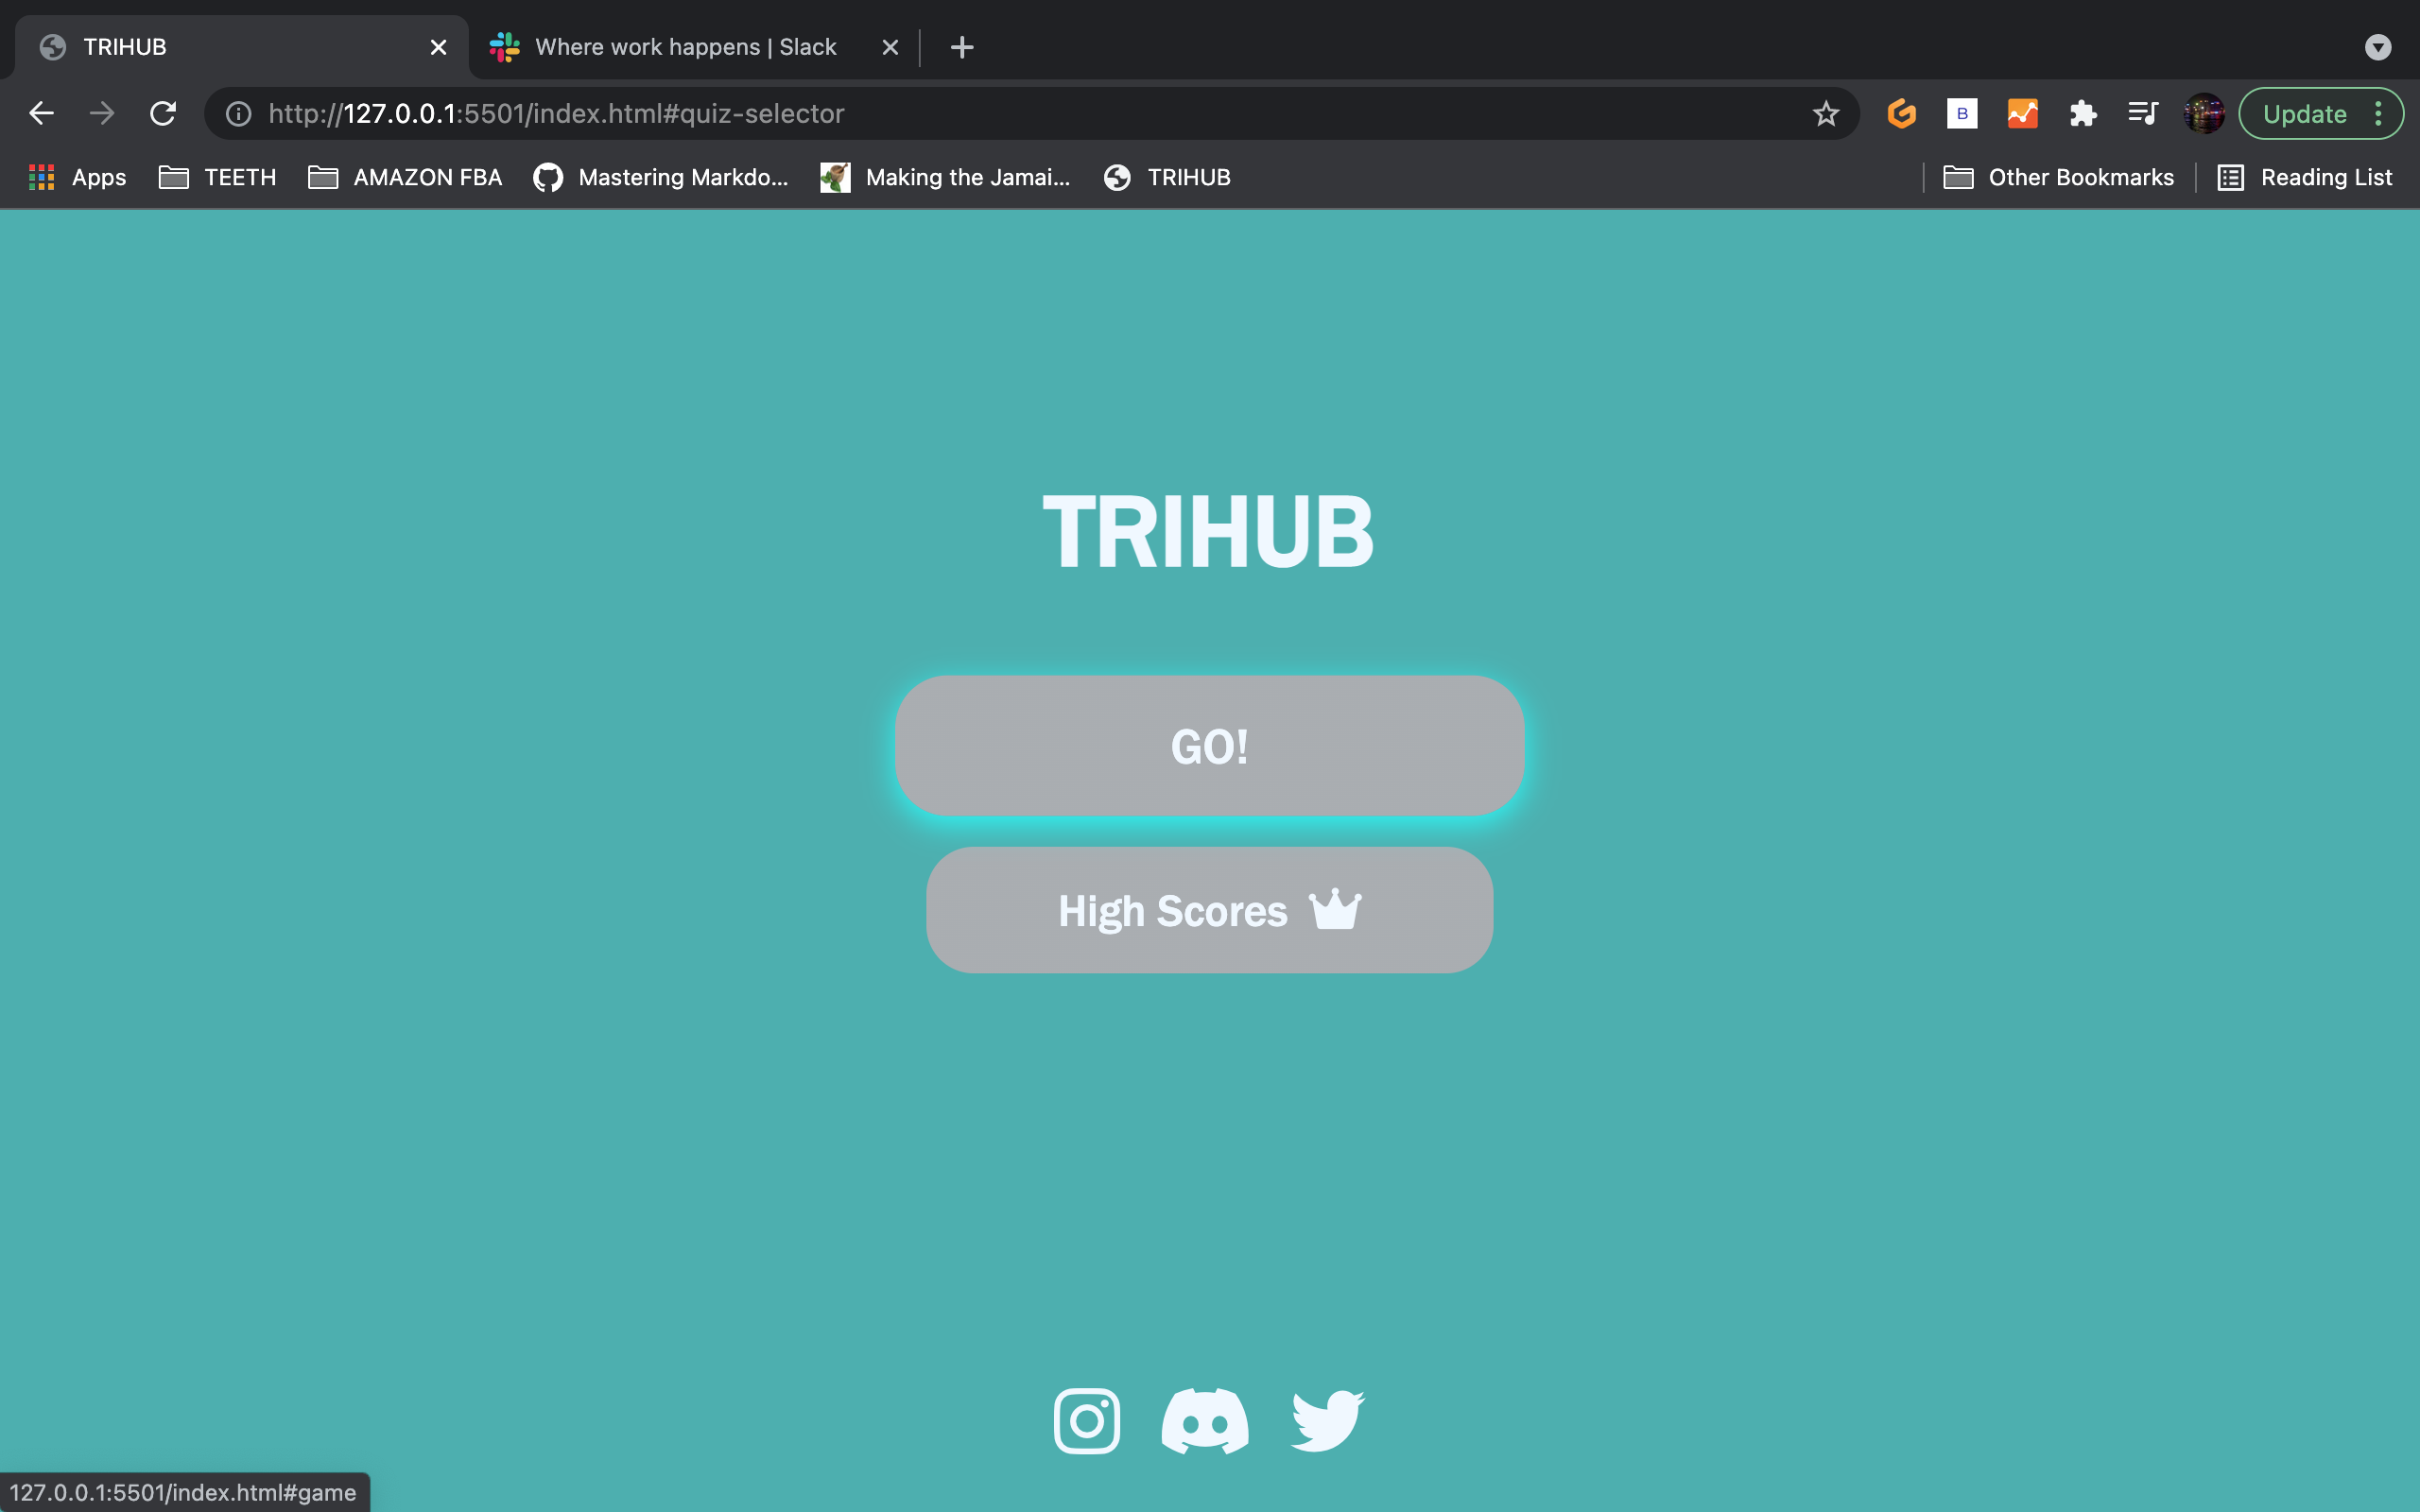 TRIHUB
Where work happens | Slack
http://127.0.0.1:5501/index.html#quiz-selector
B
Update
Apps
TEETH
AMAZON FBA
Mastering Markdo...
Making the Jamai...
TRIHUB
Other Bookmarks
Reading List
TRIHUB
GO!
High Scores
127.0.0.1:5501/index.html#game